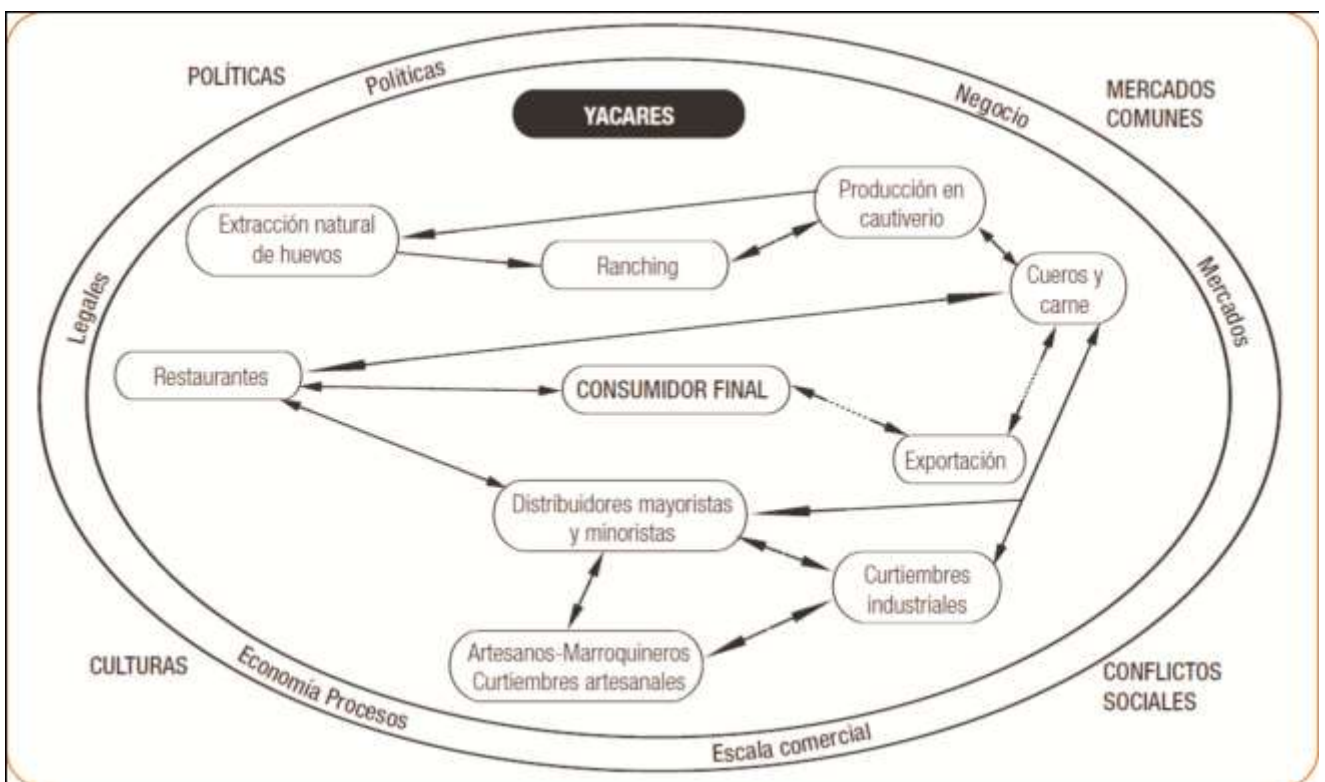 POLÍTICAS
Políticas
YACARES
Negocio
MERCADOS
COMUNES
Producción en
cautiverio
Extracción natural
de huevos
Ranching
Cueros y
carne
Legales
Mercados
Restaurantes
CONSUMIDOR FINAL
Exportación
Distribuidores mayoristas
y minoristas
Curtiembres
industriales
Artesanos-Marroquineros
Curtiembres artesanales
CULTURAS
Economía Procesos
Escala comercial
CONFLICTOS
SOCIALES